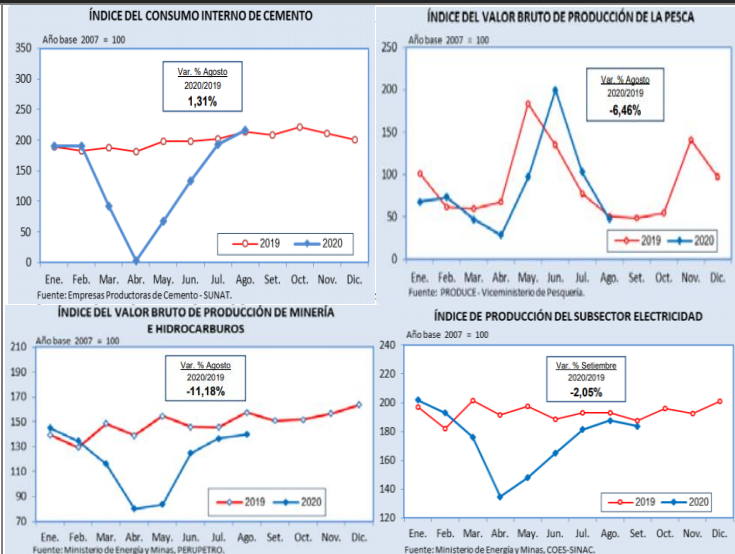 ÍNDICE DEL CONSUMO INTERNO DE CEMENTO
Año base 2007 = 100
350
300
250
200
150
100
50
0
Var. % Agosto
2020/2019
1,31%
2019
2020
Ene. Feb. Mar. Abr. May. Jun. Jul. Ago. Set. Oct. Nov. Dic.
Fuente: Empresas Productoras de Cemento - SUNAT.
ÍNDICE DEL VALOR BRUTO DE PRODUCCIÓN DE LA PESCA
Año base 2007 = 100
250
200
150
100
50
0
Var. % Agosto
2020/2019
-6,46%
2019
2020
Ene. Feb. Mar. Abr. May. Jun. Jul. Ago. Set. Oct. Nov. Dic.
Fuente: PRODUCE - Viceministerio de Pesquería.
ÍNDICE DEL VALOR BRUTO DE PRODUCCIÓN DE MINERÍA
E HIDROCARBUROS
Año base 2007 = 100
210
190
170
150
130
110
90
70
Var. % Agosto
2020/2019
-11,18%
2019
2020
Ene. Feb. Mar. Abr. May. Jun. Jul. Ago. Set. Oct. Nov. Dic.
Fuente: Ministerio de Energía y Minas, PERUPETRO.
ÍNDICE DE PRODUCCIÓN DEL SUBSECTOR ELECTRICIDAD
Año base 2007 = 100
240
220
200
180
160
140
120
Var. % Setiembre
2020/2019
-2,05%
2019
2020
Ene. Feb. Mar. Abr. May. Jun. Jul. Ago. Set. Oct. Nov. Dic.
Fuente: Ministerio de Energía y Minas, COES-SINAC.